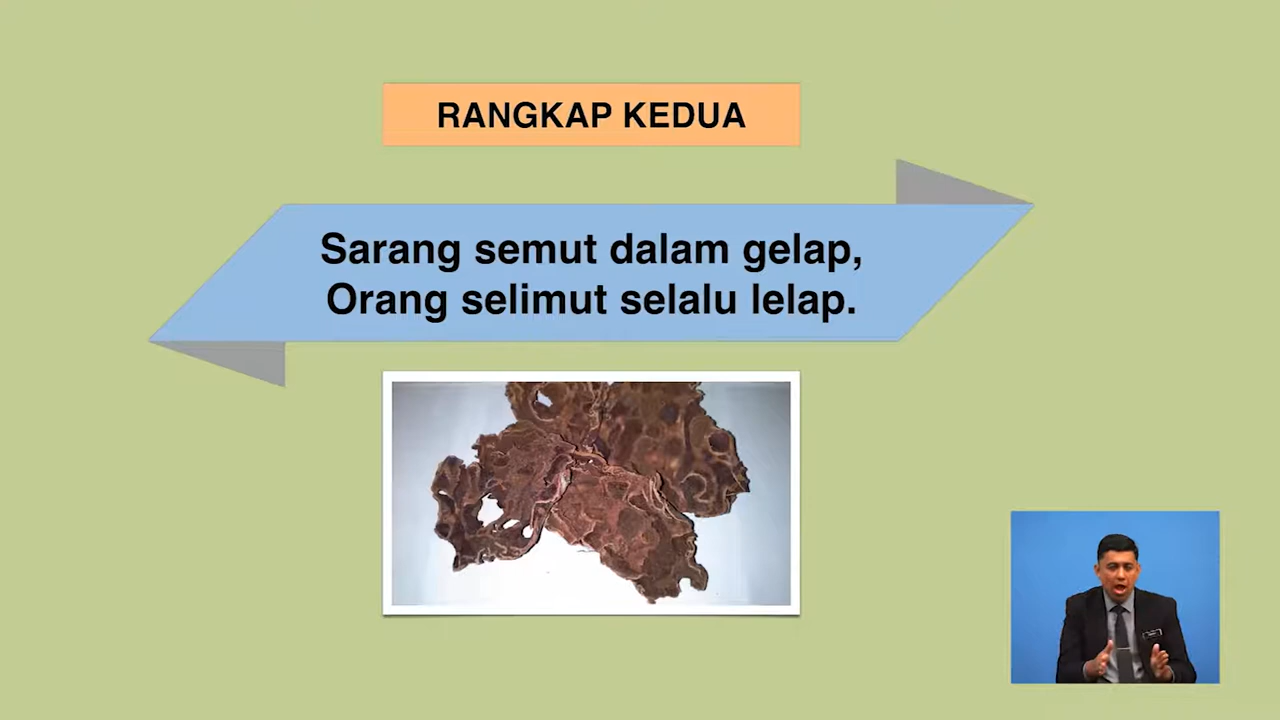 RANGKAP KEDUA
Sarang semut dalam gelap,
Orang selimut selalu lelap.